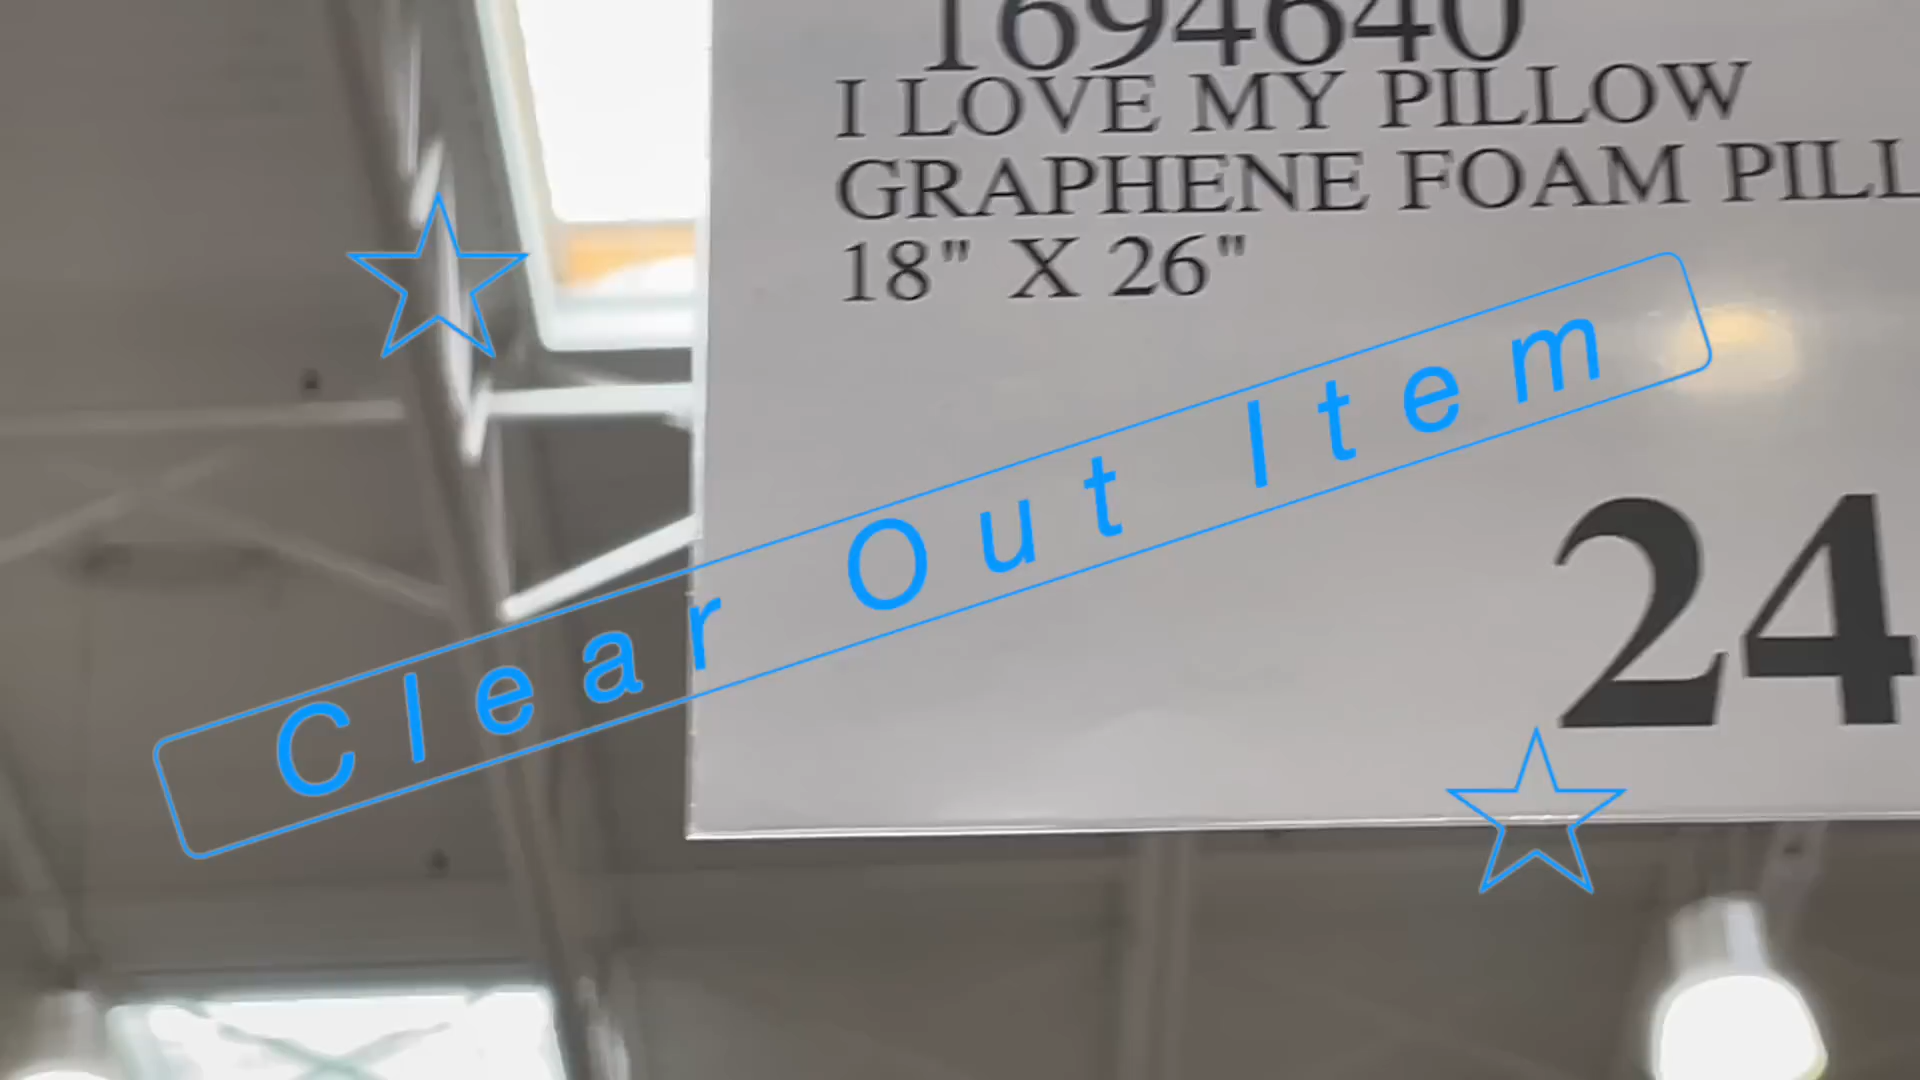 1694640
I LOVE MY PILLOW
GRAPHENE FOAM PILL
18" X 26"
Clear Out Item
24